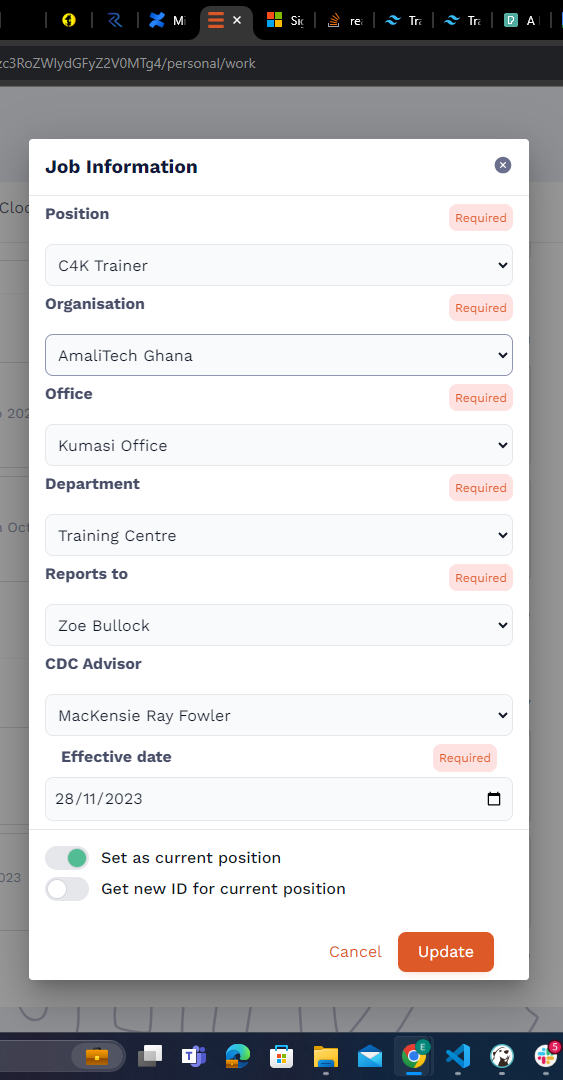 Mi
Sig
re
Tra
Tra
A
zc3RoZWIydGFyZ2V0MTg4/personal/work
Job Information
Cloc
Position
Required
C4K Trainer
Organisation
Required
AmaliTech Ghana
Office
Required
202
Kumasi Office
Department
Required
Oct
Training Centre
Reports to
Required
Zoe Bullock
CDC Advisor
MacKensie Ray Fowler
Effective date
Required
28/11/2023
Set as current position
023
Get new ID for current position
Cancel
Update
E
5